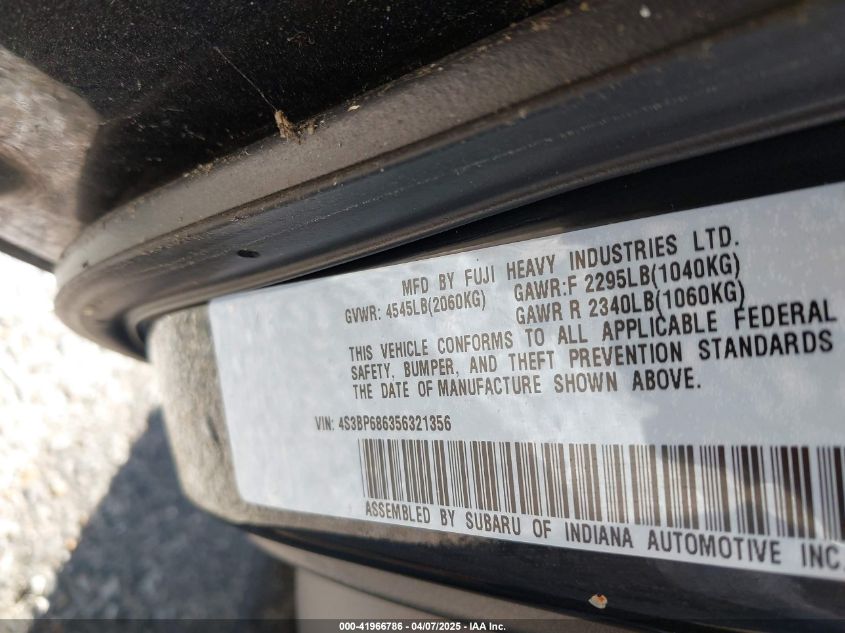 MFD BY FUJI HEAVY INDUSTRIES LTD.
GVWR: 4545LB(2060KG) GAWR:F 2295LB(1040KG)
GAWR R 2340LB(1060KG)
THIS VEHICLE CONFORMS TO ALL APPLICABLE FEDERAL
SAFETY, BUMPER, AND THEFT PREVENTION STANDARDS
THE DATE OF MANUFACTURE SHOWN ABOVE.
VIN: 4S3BP686356321356
ASSEMBLED BY SUBARU OF INDIANA AUTOMOTIVE INC.
000-41966786 - 04/07/2025 - IAA Inc.